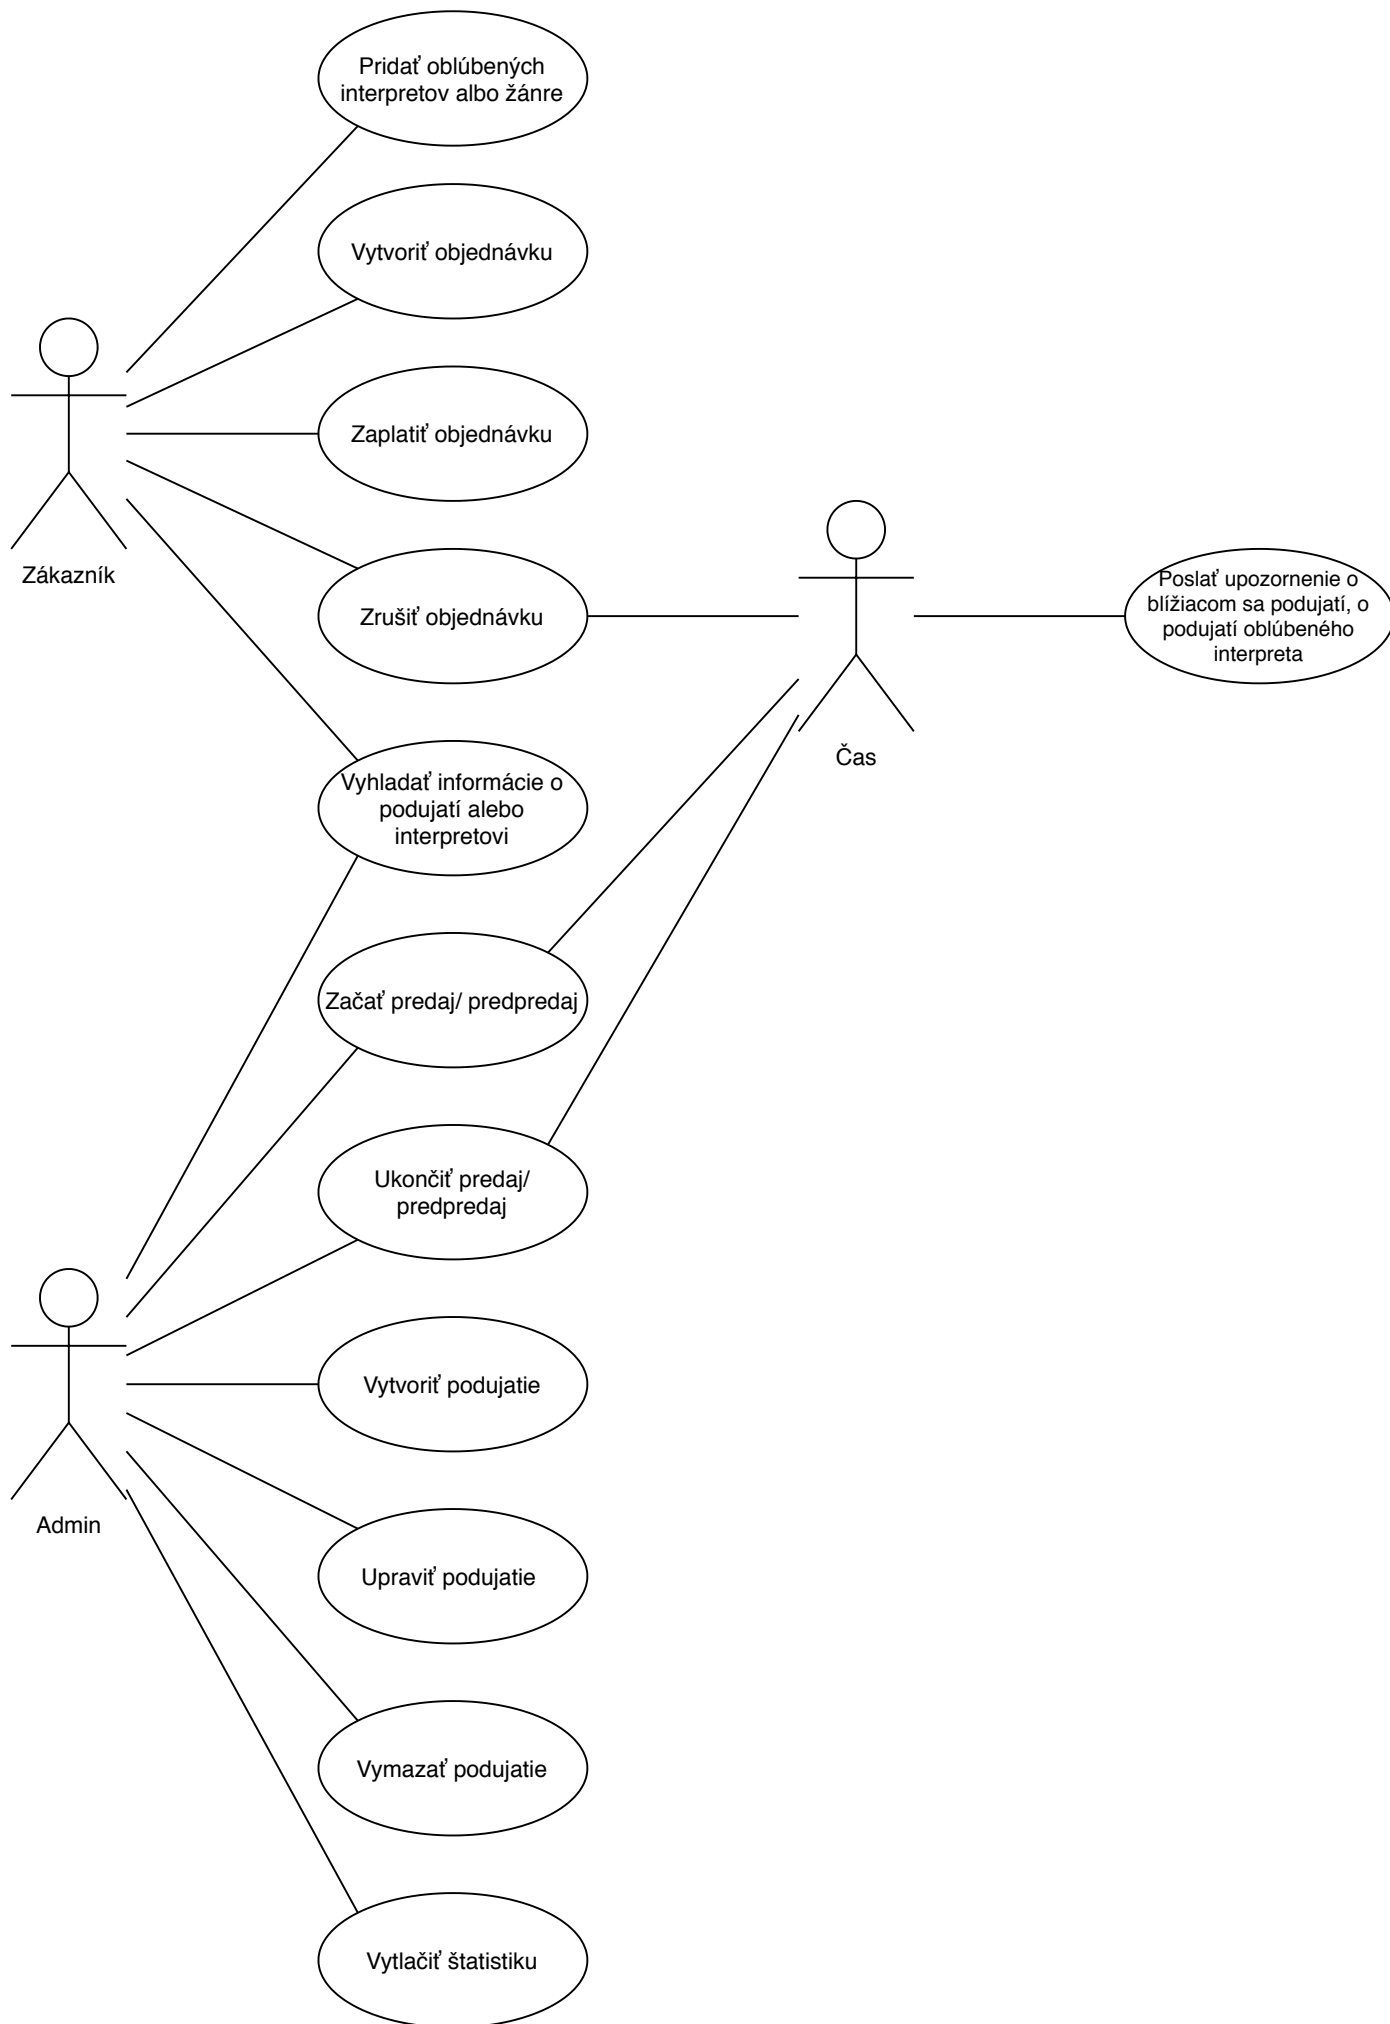 Pridať oblúbených
interpretov albo žánre
Vytvoriť objednávku
Zaplatiť objednávku
Zákazník
Zrušiť objednávku
Poslať upozornenie o
blížiacom sa podujatí, o
podujatí oblúbeného
interpreta
Čas
Vyhladať informácie o
podujatí alebo
interpretovi
Začať predaj/ predpredaj
Ukončiť predaj/
predpredaj
Vytvoriť podujatie
Admin
Upraviť podujatie
Vymazať podujatie
Vytlačiť štatistiku